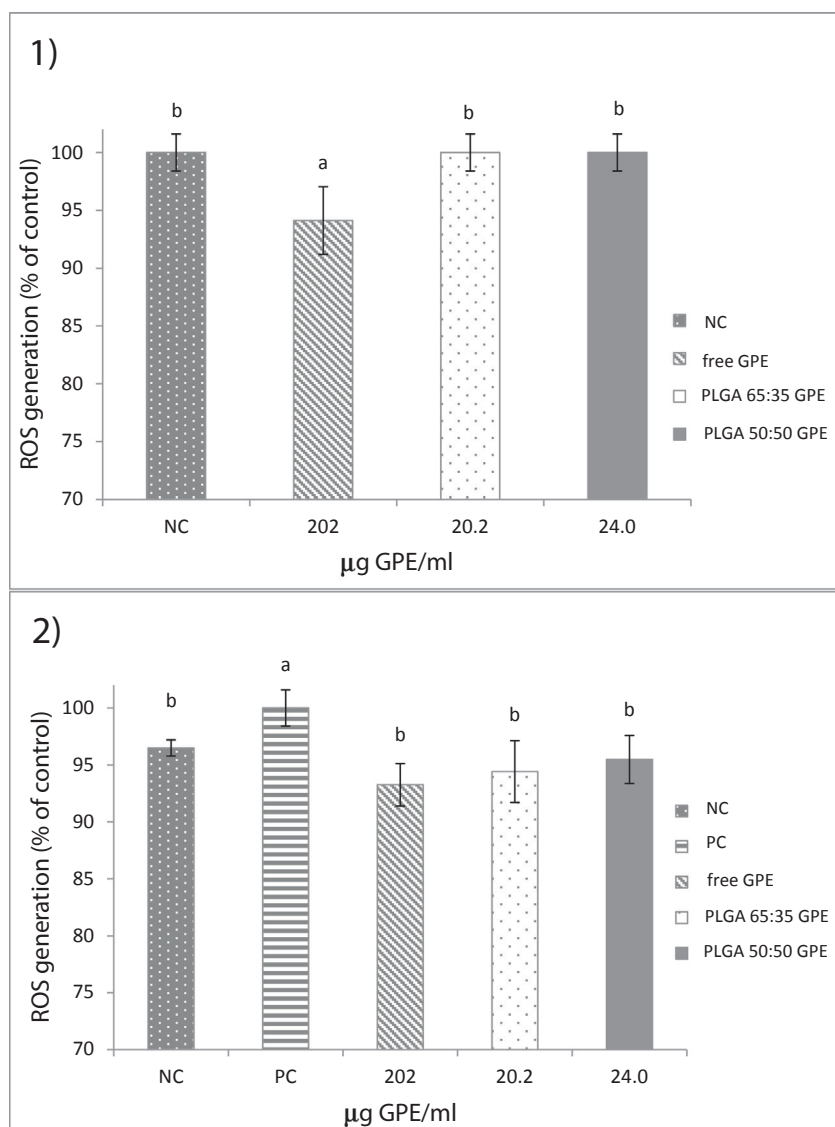 1)
b
a
b
b
ROS generation (% of control)
100
95
90
85
80
75
70
NC
202
20.2
24.0
μg GPE/ml
NC
free GPE
PLGA 65:35 GPE
PLGA 50:50 GPE
2)
b
a
b
b
b
ROS generation (% of control)
100
95
90
85
80
75
70
NC
PC
202
20.2
24.0
μg GPE/ml
NC
PC
free GPE
PLGA 65:35 GPE
PLGA 50:50 GPE